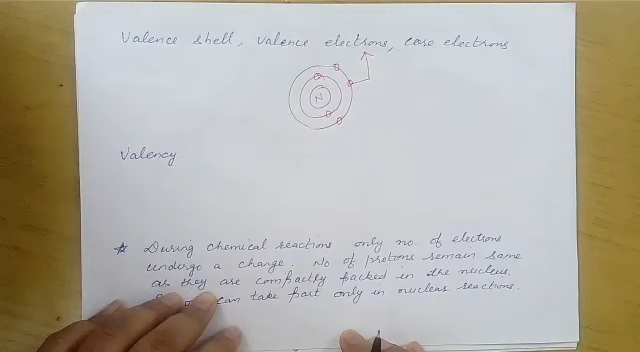 Valence shell, valence electrons, core electrons
N
Valency
* During chemical reactions only no. of electrons
undergo a change. No of protons remain same
as they are compactly packed in the nucleus.
can take part only in nuclear reactions.